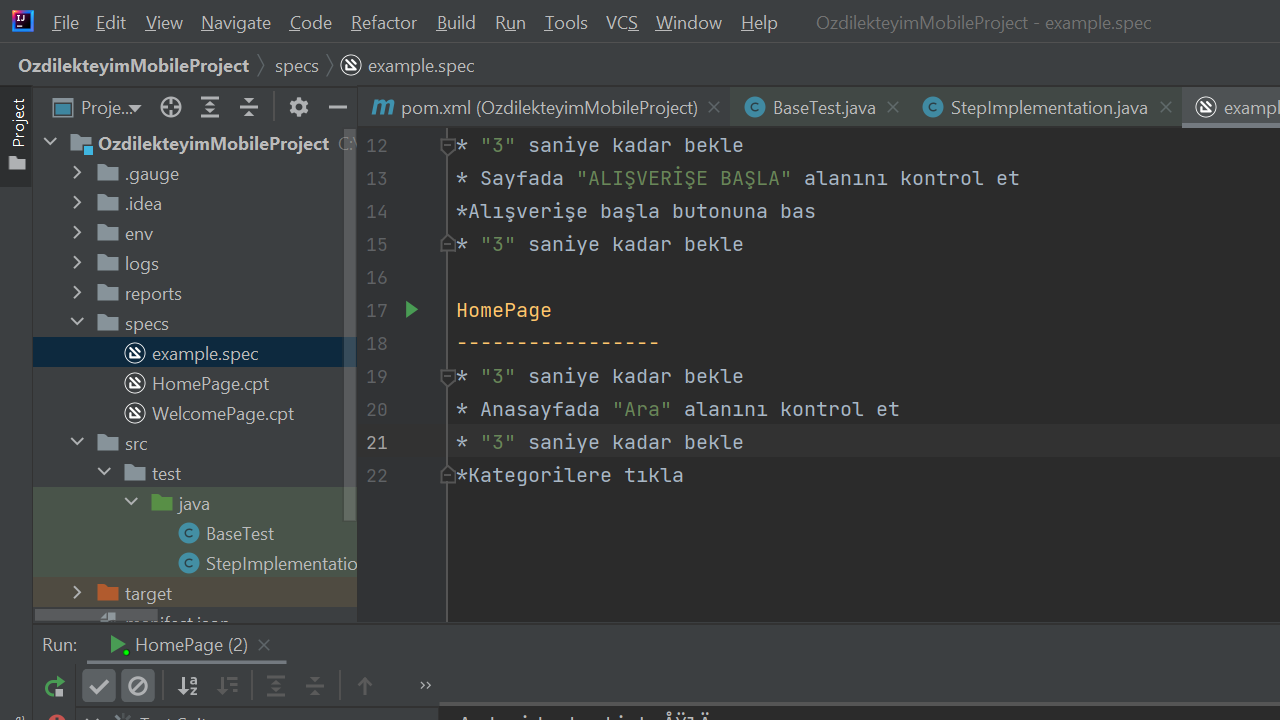 File Edit View Navigate Code Refactor Build Run Tools VCS Window Help OzdilekteyimMobileProject - example.spec
OzdilekteyimMobileProject specs example.spec
Project
Proje...
pom.xml (OzdilekteyimMobileProject) BaseTest.java StepImplementation.java
OzdilekteyimMobileProject
.gauge
.idea
env
logs
reports
specs
example.spec
HomePage.cpt
WelcomePage.cpt
src
test
java
BaseTest
StepImplementatio
target
12 * "3" saniye kadar bekle
13 * Sayfada "ALIŞVERİŞE BAŞLA" alanını kontrol et
14 *Alışverişe başla butonuna bas
15 * "3" saniye kadar bekle
16
17 HomePage
18 -----------------
19 * "3" saniye kadar bekle
20 * Anasayfada "Ara" alanını kontrol et
21 * "3" saniye kadar bekle
22 *Kategorilere tıkla
Run: HomePage (2)